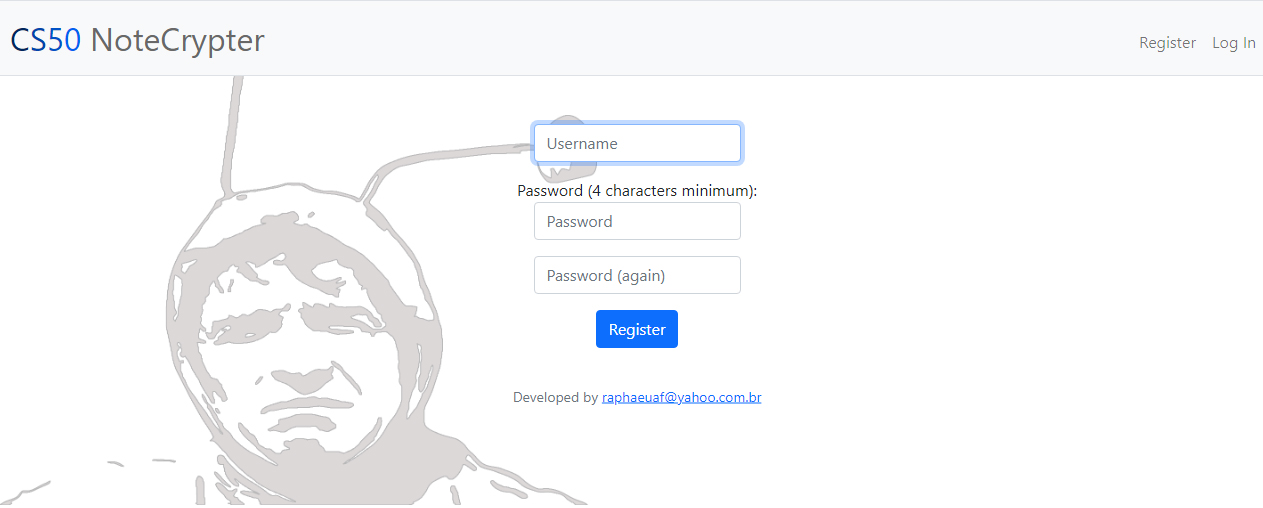 CS50 NoteCrypter
Register Log In
Username
Password (4 characters minimum):
Password
Password (again)
Register
Developed by raphaeuaf@yahoo.com.br